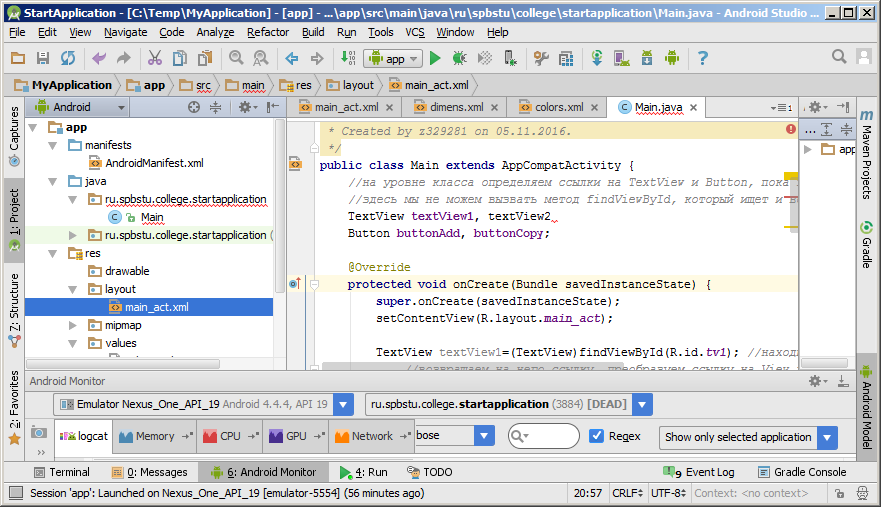 StartApplication - [C:\Temp\MyApplication] - [app] - ...\app\src\main\java\ru\spbstu\college\startapplication\Main.java - Android Studio
File Edit View Navigate Code Analyze Refactor Build Run Tools VCS Window Help
app
MyApplication app src main res layout main_act.xml
Android
main_act.xml dimens.xml colors.xml Main.java
Captures
1: Project
7: Structure
2: Favorites
app
manifests
AndroidManifest.xml
java
ru.spbstu.college.startapplication
Main
ru.spbstu.college.startapplication (
res
drawable
layout
main_act.xml
mipmap
values
* Created by z329281 on 05.11.2016.
*/
public class Main extends AppCompatActivity {
//на уровне класса определяем ссылки на TextView и Button, пока
//здесь мы не можем вызвать метод findViewById, который ищет и
TextView textView1, textView2
Button buttonAdd, buttonCopy;
@Override
protected void onCreate(Bundle savedInstanceState) {
super.onCreate(savedInstanceState);
setContentView(R.layout.main_act);
TextView textView1=(TextView)findViewById(R.id.tv1); //наход
...
app
Maven Projects
Gradle
Android Model
Android Monitor
Emulator Nexus_One_API_19 Android 4.4.4, API 19
ru.spbstu.college.startapplication (3884) [DEAD]
logcat Memory CPU GPU Network bose Regex Show only selected application
Terminal 0: Messages 6: Android Monitor 4: Run TODO 9 Event Log Gradle Console
Session 'app': Launched on Nexus_One_API_19 [emulator-5554] (56 minutes ago) 20:57 CRLF UTF-8 Context: <no context>